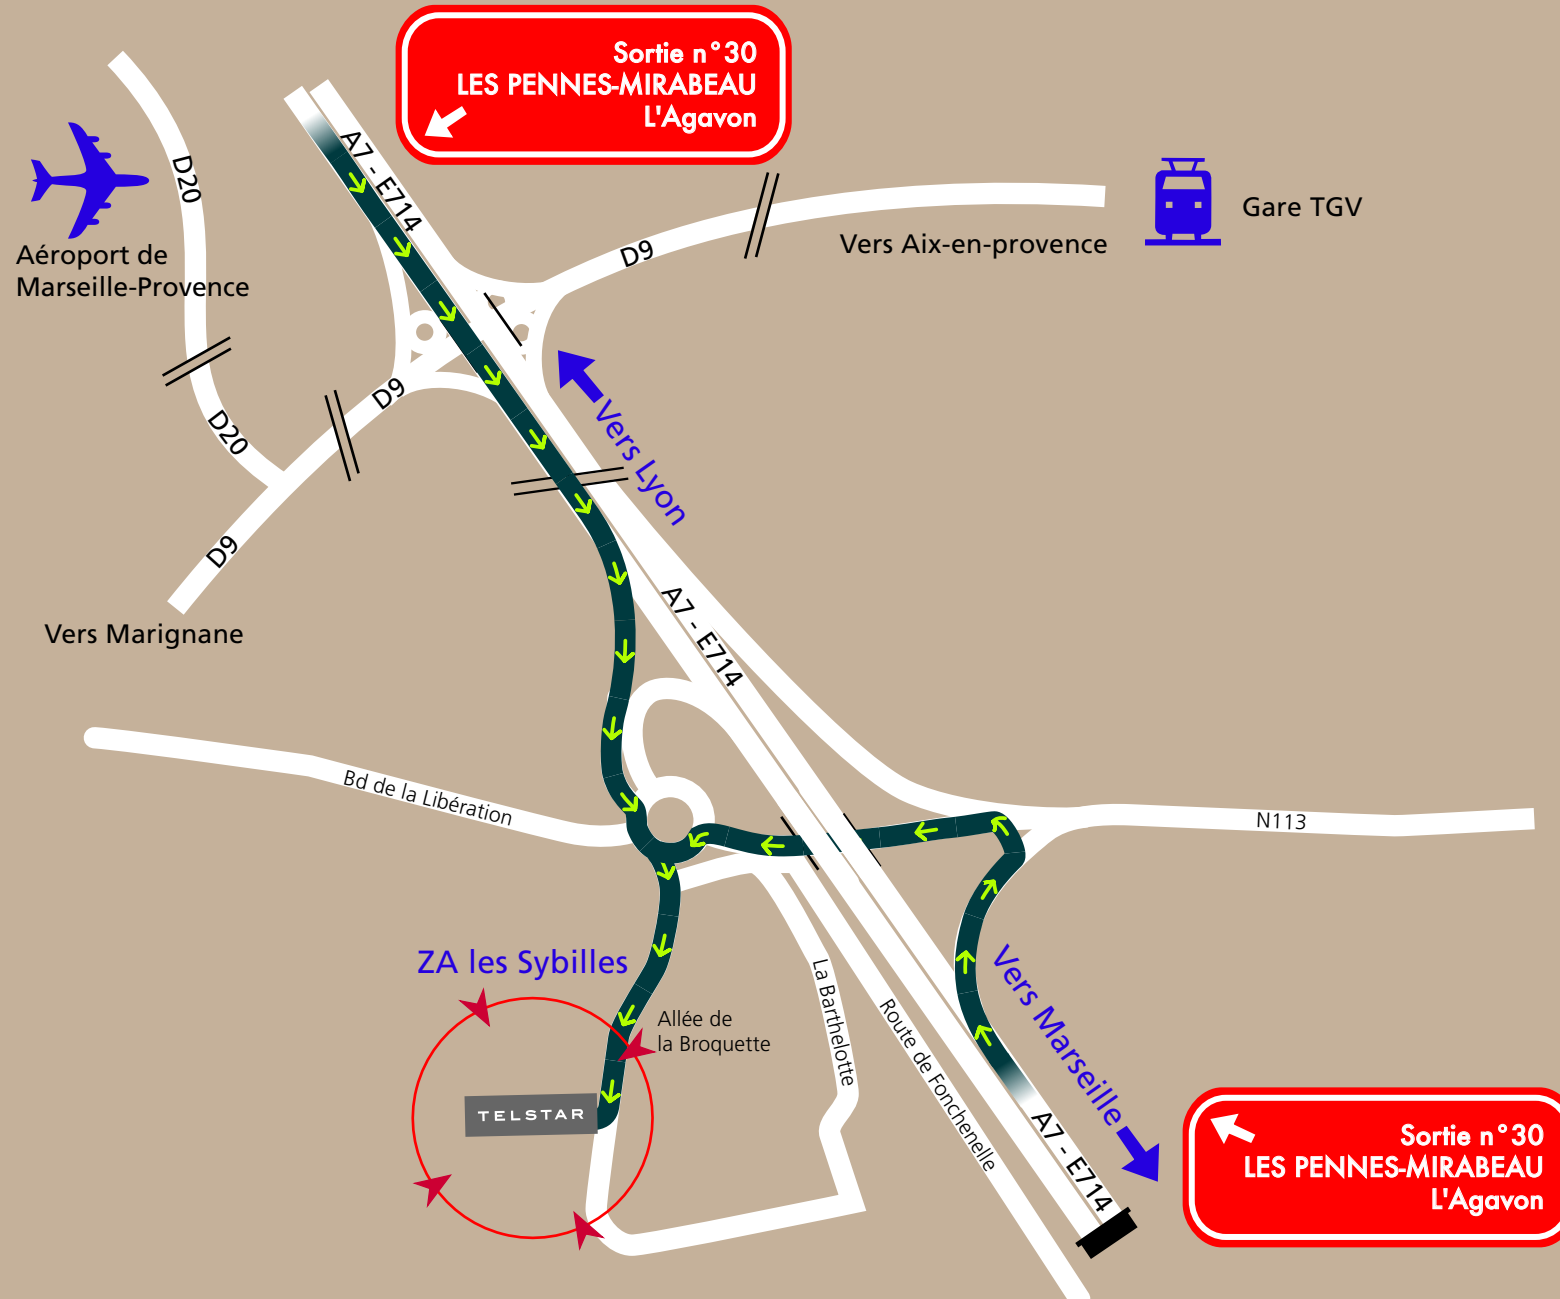 Sortie n°30
LES PENNES-MIRABEAU
L'Agavon
A7 - E714
D20
Aéroport de
Marseille-Provence
Gare TGV
Vers Aix-en-provence
D9
D9
D20
Vers Lyon
D9
Vers Marignane
A7 - E714
Bd de la Libération
N113
ZA les Sybilles
Allée de
la Broquette
La Barthelotte
Route de Fonchenelle
Vers Marseille
TELSTAR
A7 - E714
Sortie n°30
LES PENNES-MIRABEAU
L'Agavon